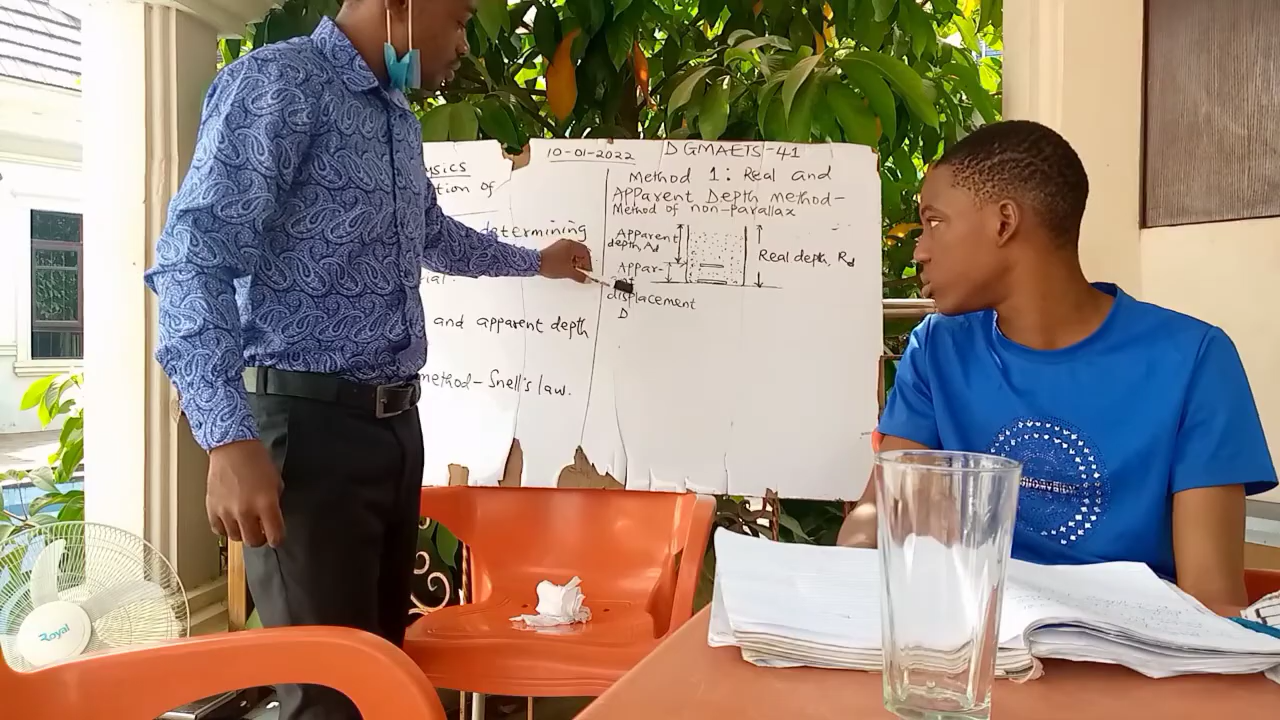 10-01-2022
DGMAETS-41
ysics
tion of
determining
ial.
and apparent depth
method-Snell's law.
Method 1: Real and
Apparent Depth method-
Method of non-parallax
Apparent
depth Ad
Real depth, Rd
Appar-
displacement
D
Royal